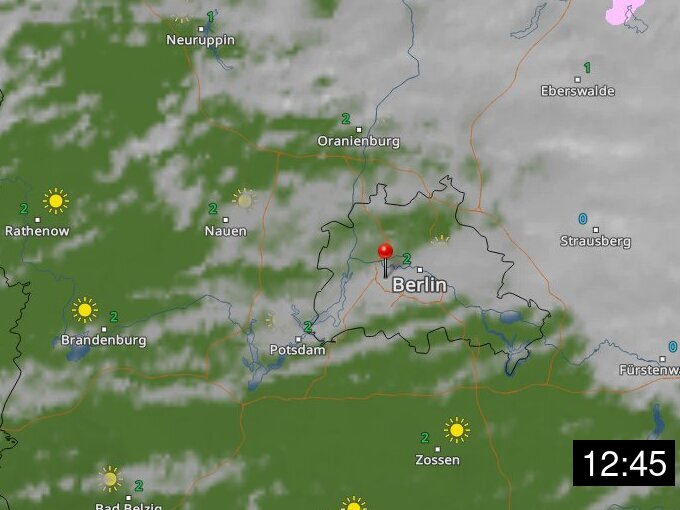 1
Neuruppin
1
Eberswalde
2
Oranienburg
2
Rathenow
2
Nauen
0
Strausberg
2
Berlin
2
Brandenburg
2
Potsdam
0
Fürstenwa
2
Zossen
12:45
2
Bad Belzig